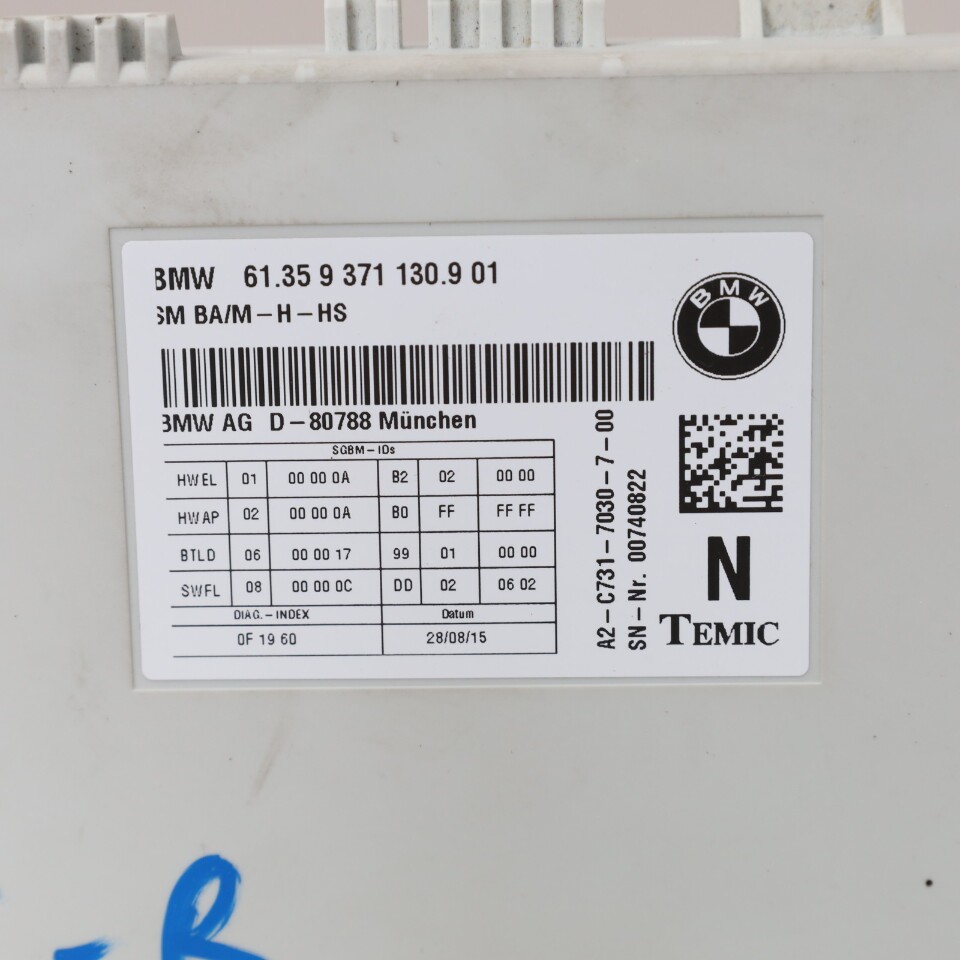 BMW 61.35 9 371 130.9 01
SM BA/M-H-HS
BMW AG D-80788 München
SGBM-IDs
HWEL 01 00 00 0A B2 02 00 00
HWAP 02 00 00 0A B0 FF FF FF
BTLD 06 00 00 17 99 01 00 00
SWFL 08 00 00 0C DD 02 06 02
DIAG.-INDEX Datum
0F 19 60 28/08/15
A2-C731-7030-7-00
SN-Nr. 00740822
BMW
N
TEMIC